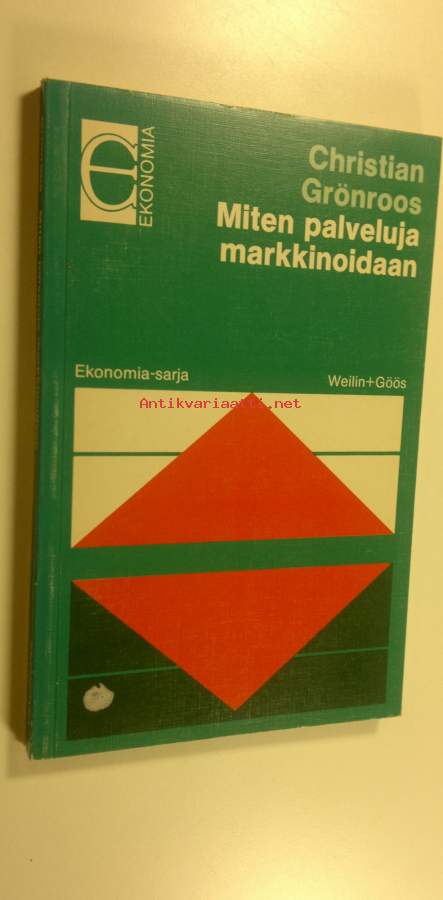 e
EKONOMIA
Christian
Grönroos
Miten palveluja
markkinoidaan
Ekonomia-sarja
Weilin+Göös
Antikvariaatti.net